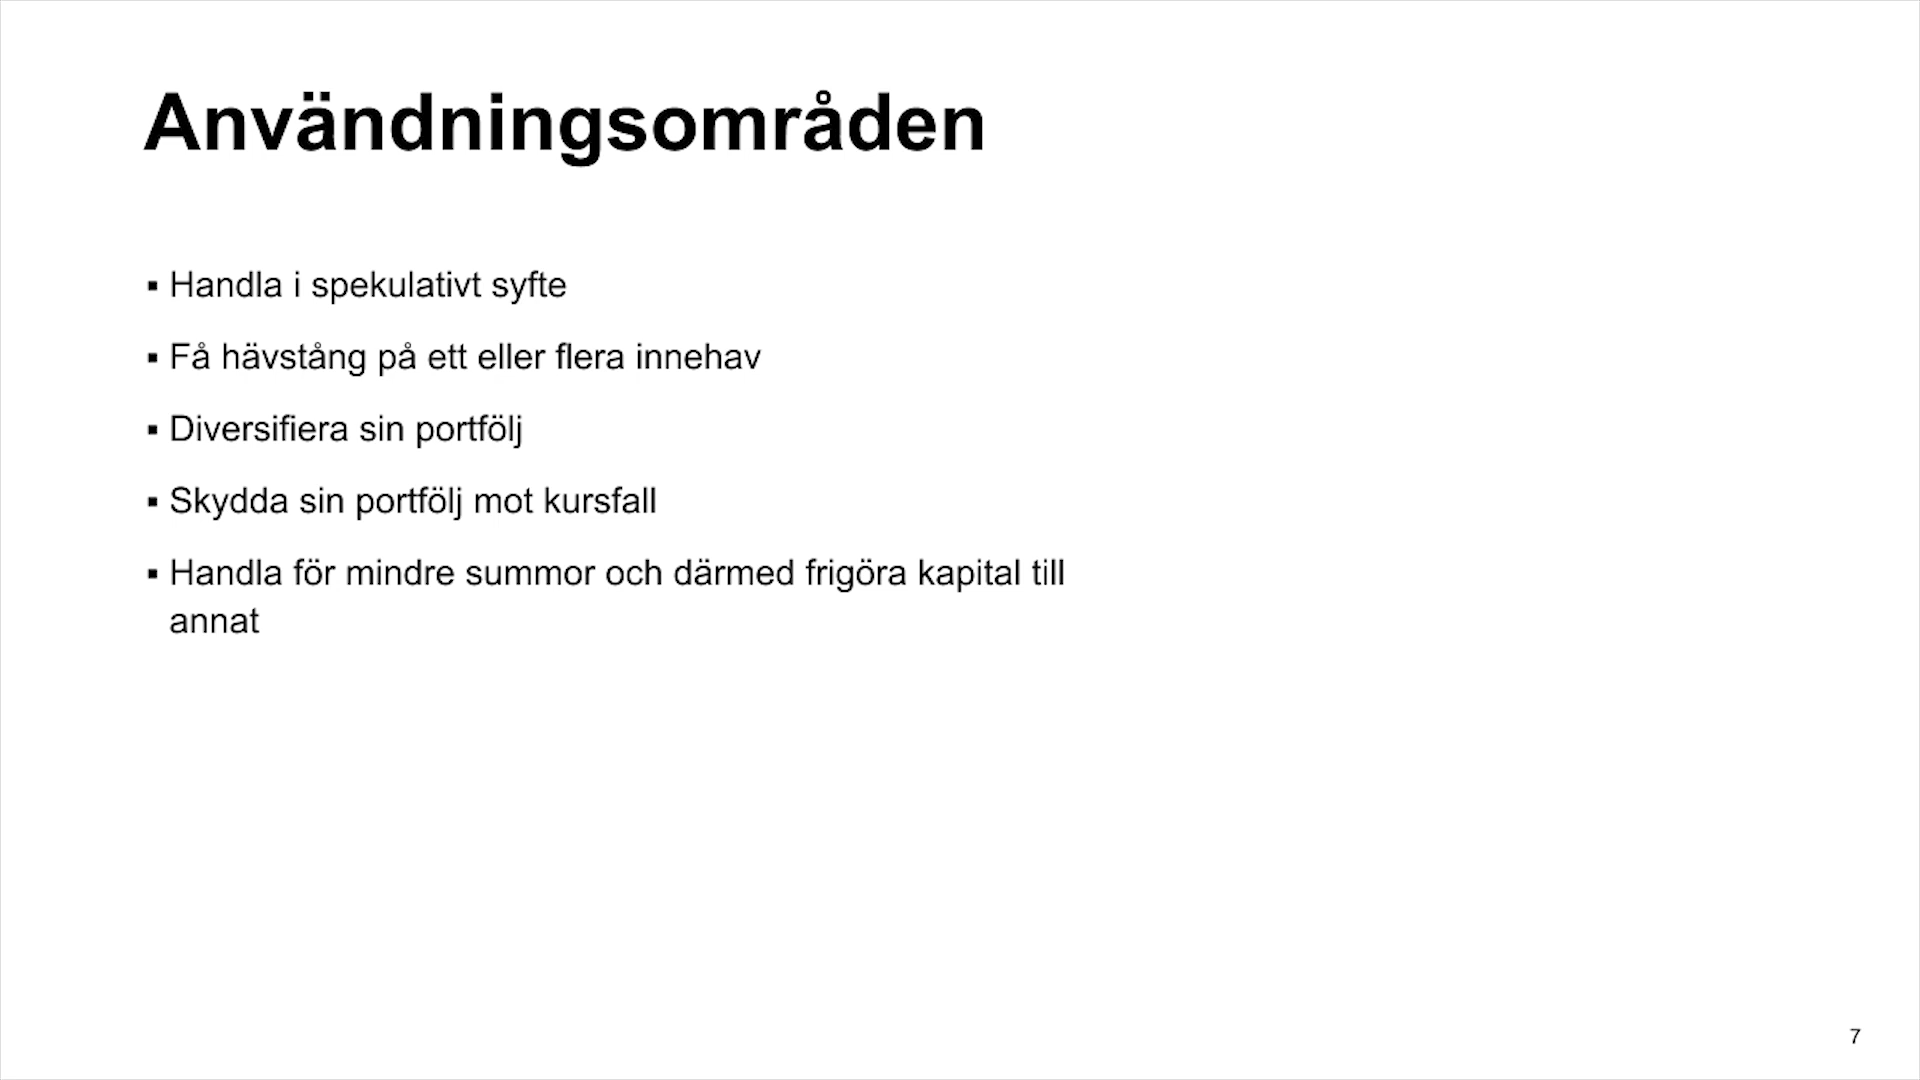 Användningsområden
▪ Handla i spekulativt syfte
▪ Få hävstång på ett eller flera innehav
▪ Diversifiera sin portfölj
▪ Skydda sin portfölj mot kursfall
▪ Handla för mindre summor och därmed frigöra kapital till
annat
7